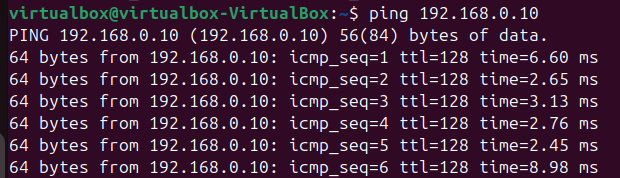 virtualbox@virtualbox-VirtualBox:~$ ping 192.168.0.10
PING 192.168.0.10 (192.168.0.10) 56(84) bytes of data.
64 bytes from 192.168.0.10: icmp_seq=1 ttl=128 time=6.60 ms
64 bytes from 192.168.0.10: icmp_seq=2 ttl=128 time=2.65 ms
64 bytes from 192.168.0.10: icmp_seq=3 ttl=128 time=3.13 ms
64 bytes from 192.168.0.10: icmp_seq=4 ttl=128 time=2.76 ms
64 bytes from 192.168.0.10: icmp_seq=5 ttl=128 time=2.45 ms
64 bytes from 192.168.0.10: icmp_seq=6 ttl=128 time=8.98 ms